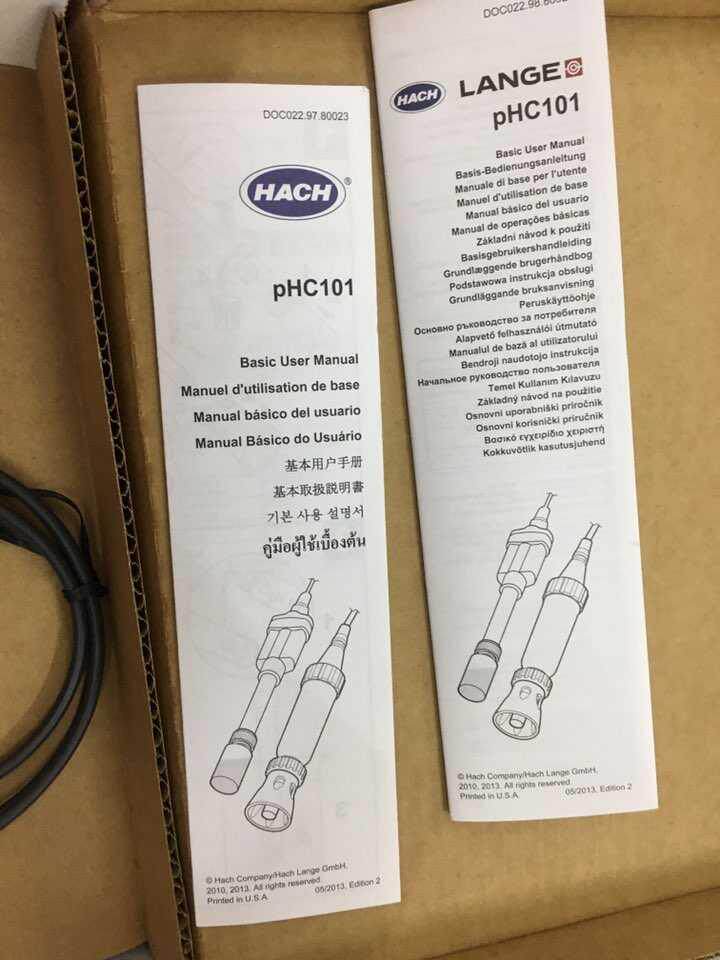 DOC022.97.80023
HACH®
pHC101
Basic User Manual
Manuel d'utilisation de base
Manual básico del usuario
Manual Básico do Usuário
基本用户手册
基本取扱説明書
기본 사용 설명서
คู่มือผู้ใช้เบื้องต้น
© Hach Company/Hach Lange GmbH,
2010, 2013. All rights reserved.
Printed in U.S.A.
05/2013, Edition 2
HACH
LANGE
pHC101
Basic User Manual
Basis-Bedienungsanleitung
Manuale di base per l'utente
Manuel d'utilisation de base
Manual básico del usuario
Manual de operações básicas
Základní návod k použití
Basisgebruikershandleiding
Grundlæggende brugerhåndbog
Podstawowa instrukcja obsługi
Grundläggande bruksanvisning
Peruskäyttöohje
Основно ръководство за потребителя
Alapvető felhasználói útmutató
Manualul de bază al utilizatorului
Bendroji naudotojo instrukcija
Начальное руководство пользователя
Temel Kullanım Kılavuzu
Základný návod na použitie
Osnovni uporabniški priročnik
Osnovni korisnički priručnik
Βασικό εγχειρίδιο χειριστή
Kokkuvõtlik kasutusjuhend
© Hach Company/Hach Lange GmbH,
2010, 2013. All rights reserved.
Printed in U.S.A.
05/2013, Edition 2